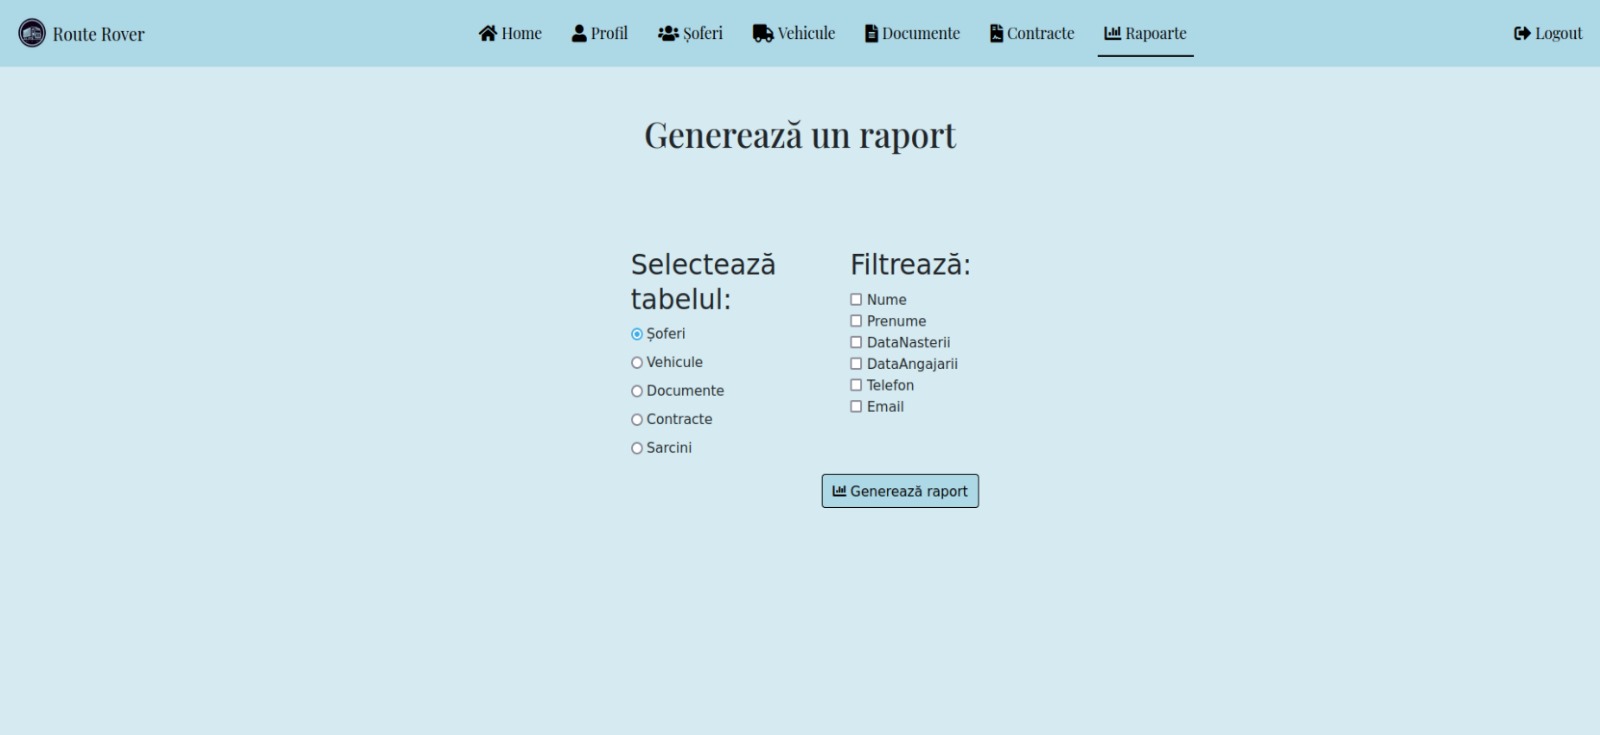 Route Rover
Home
Profil
Șoferi
Vehicule
Documente
Contracte
Rapoarte
Logout
Generează un raport
Selectează
tabelul:
Șoferi
Vehicule
Documente
Contracte
Sarcini
Filtrează:
Nume
Prenume
DataNasterii
DataAngajarii
Telefon
Email
Generează raport